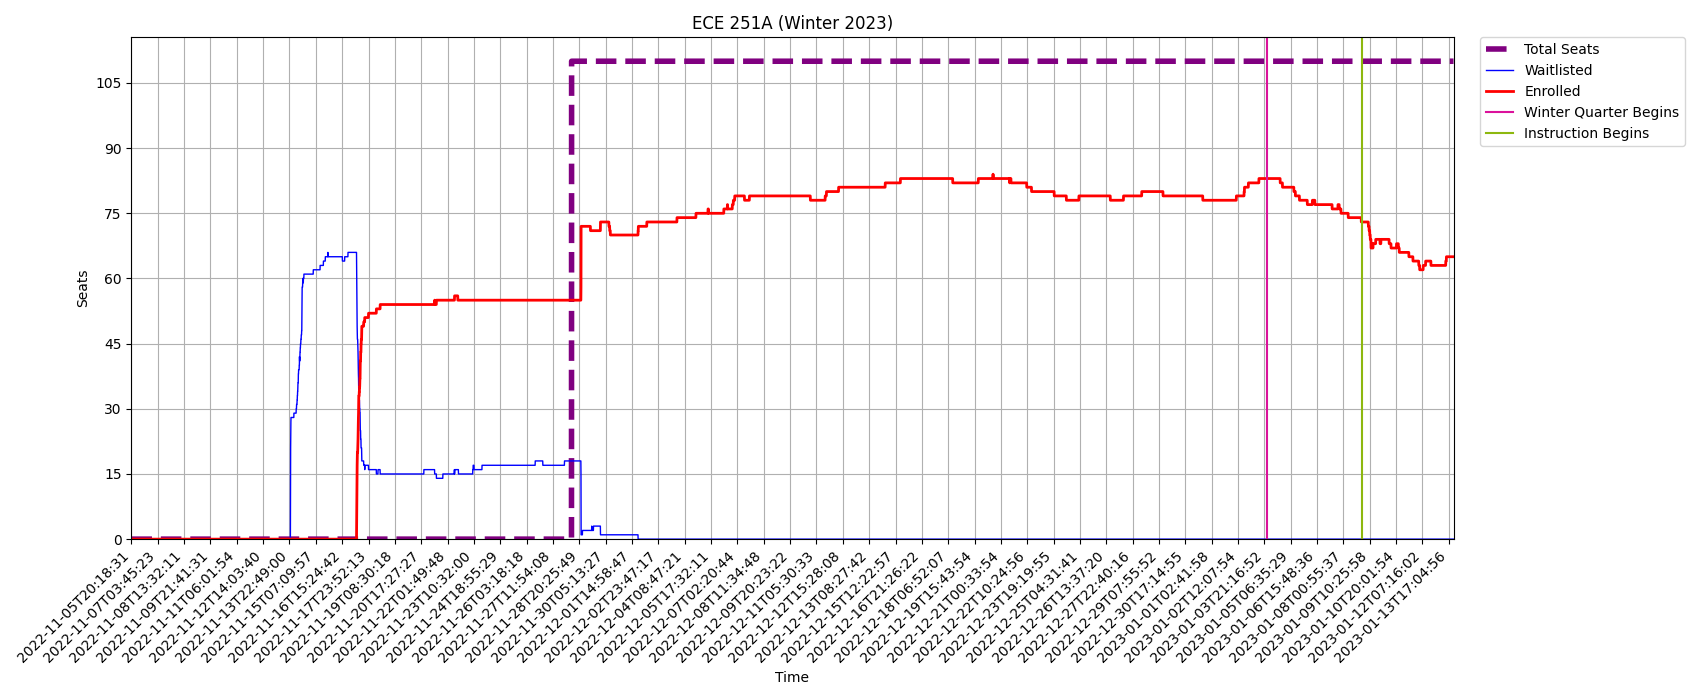 ECE 251A (Winter 2023)
Total Seats
Waitlisted
Enrolled
Winter Quarter Begins
Instruction Begins
Seats
105
90
75
60
45
30
15
0
2022-11-05T20:18:31
2022-11-07T03:45:23
2022-11-08T13:32:11
2022-11-09T21:41:31
2022-11-11T06:01:54
2022-11-12T14:03:40
2022-11-13T22:49:00
2022-11-15T07:09:57
2022-11-16T15:24:42
2022-11-17T23:52:13
2022-11-19T08:30:18
2022-11-20T17:27:27
2022-11-22T01:49:48
2022-11-23T10:32:00
2022-11-24T18:55:29
2022-11-26T03:18:18
2022-11-27T11:54:08
2022-11-28T20:25:49
2022-11-30T05:13:27
2022-12-01T14:58:47
2022-12-02T23:47:17
2022-12-04T08:47:21
2022-12-05T17:32:11
2022-12-07T02:20:44
2022-12-08T11:34:48
2022-12-09T20:23:22
2022-12-11T05:30:33
2022-12-12T15:28:08
2022-12-13T08:27:42
2022-12-15T12:22:57
2022-12-16T21:26:22
2022-12-18T06:52:07
2022-12-19T15:43:54
2022-12-21T00:33:54
2022-12-22T10:24:56
2022-12-23T19:19:55
2022-12-25T04:31:41
2022-12-26T13:37:20
2022-12-27T22:40:16
2022-12-29T07:55:52
2022-12-30T17:14:55
2023-01-01T02:41:58
2023-01-02T12:07:54
2023-01-03T21:16:52
2023-01-05T06:35:29
2023-01-06T15:48:36
2023-01-08T00:55:37
2023-01-09T10:25:58
2023-01-10T20:01:54
2023-01-12T07:16:02
2023-01-13T17:04:56
Time